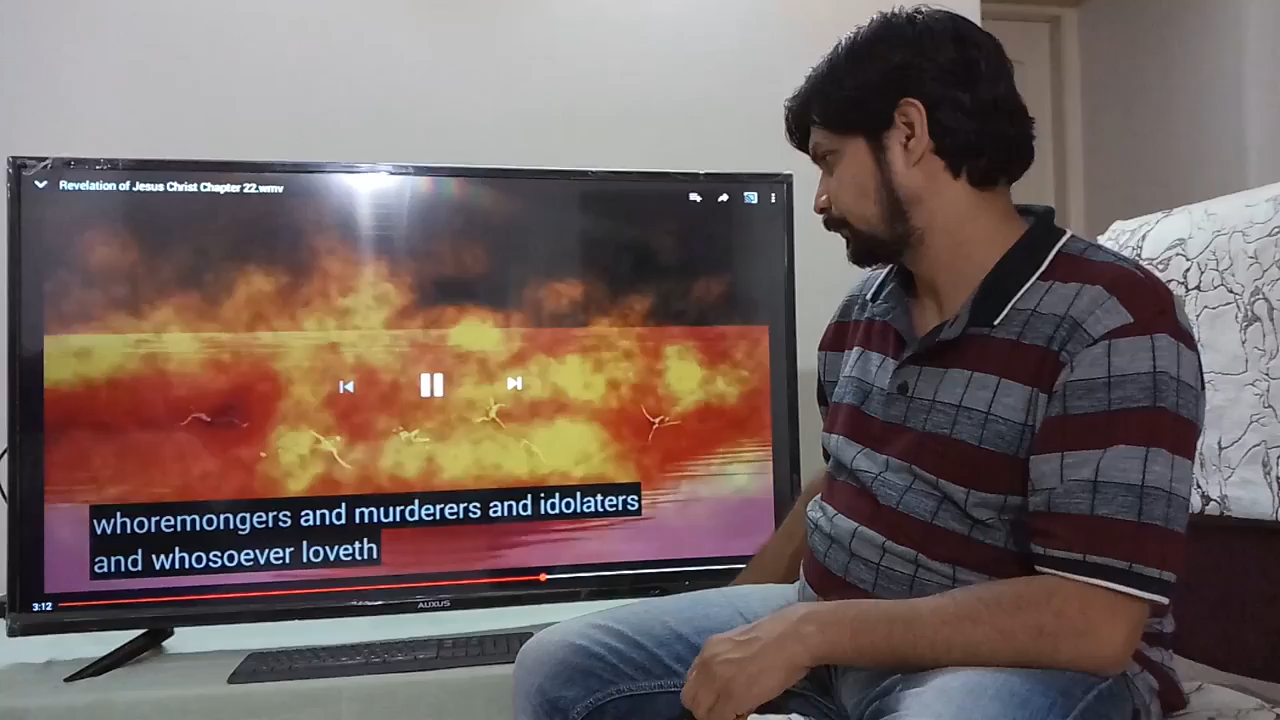 Revelation of Jesus Christ Chapter 22.wmv
whoremongers and murderers and idolaters
and whosoever loveth
3:12
AUXUS